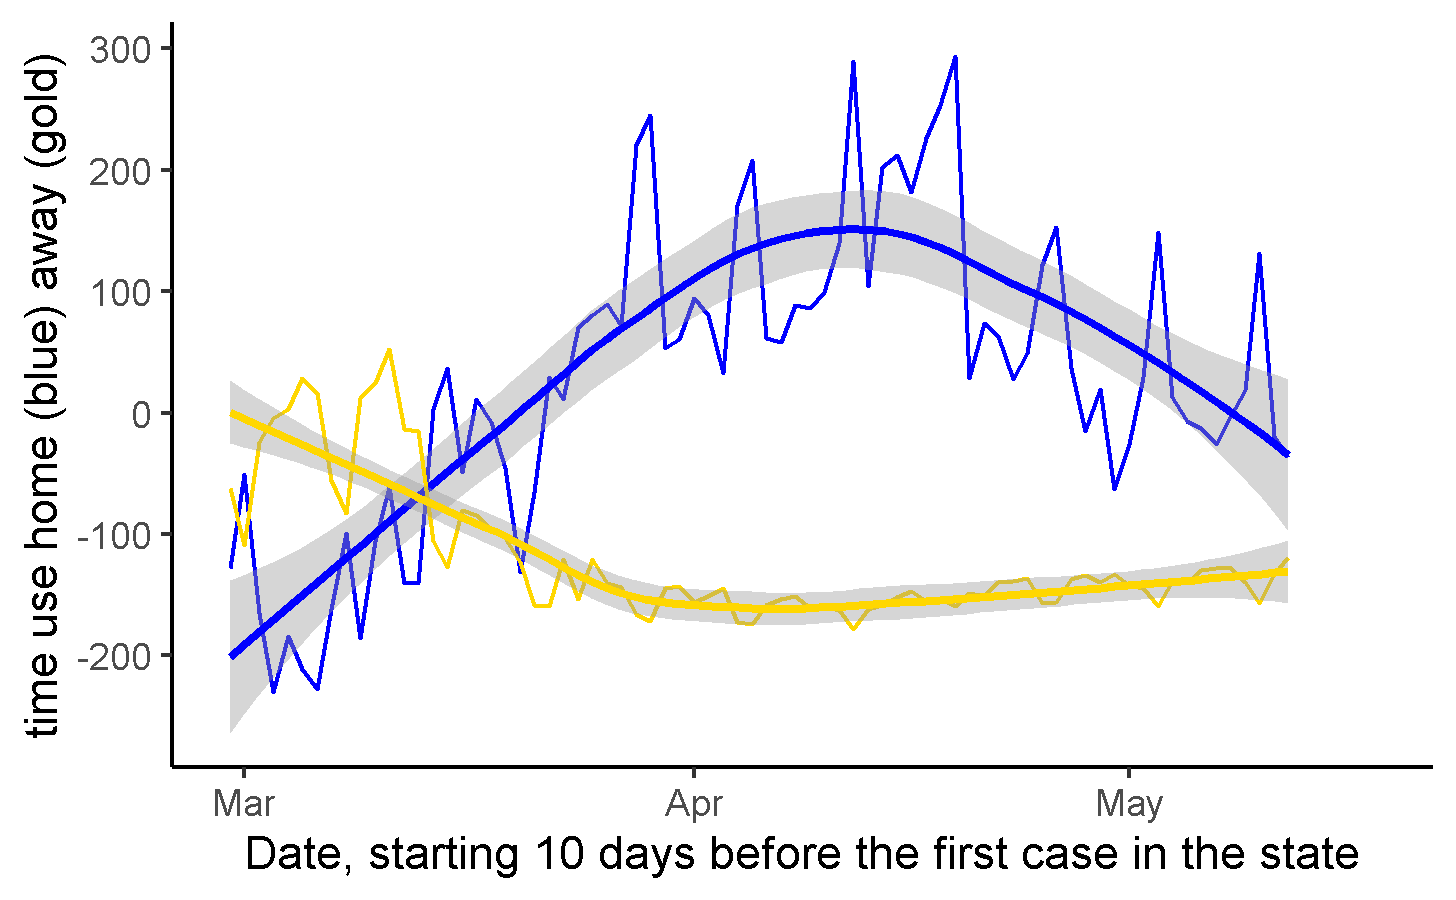 time use home (blue) away (gold)
300
200
100
0
-100
-200
Mar
Apr
May
Date, starting 10 days before the first case in the state